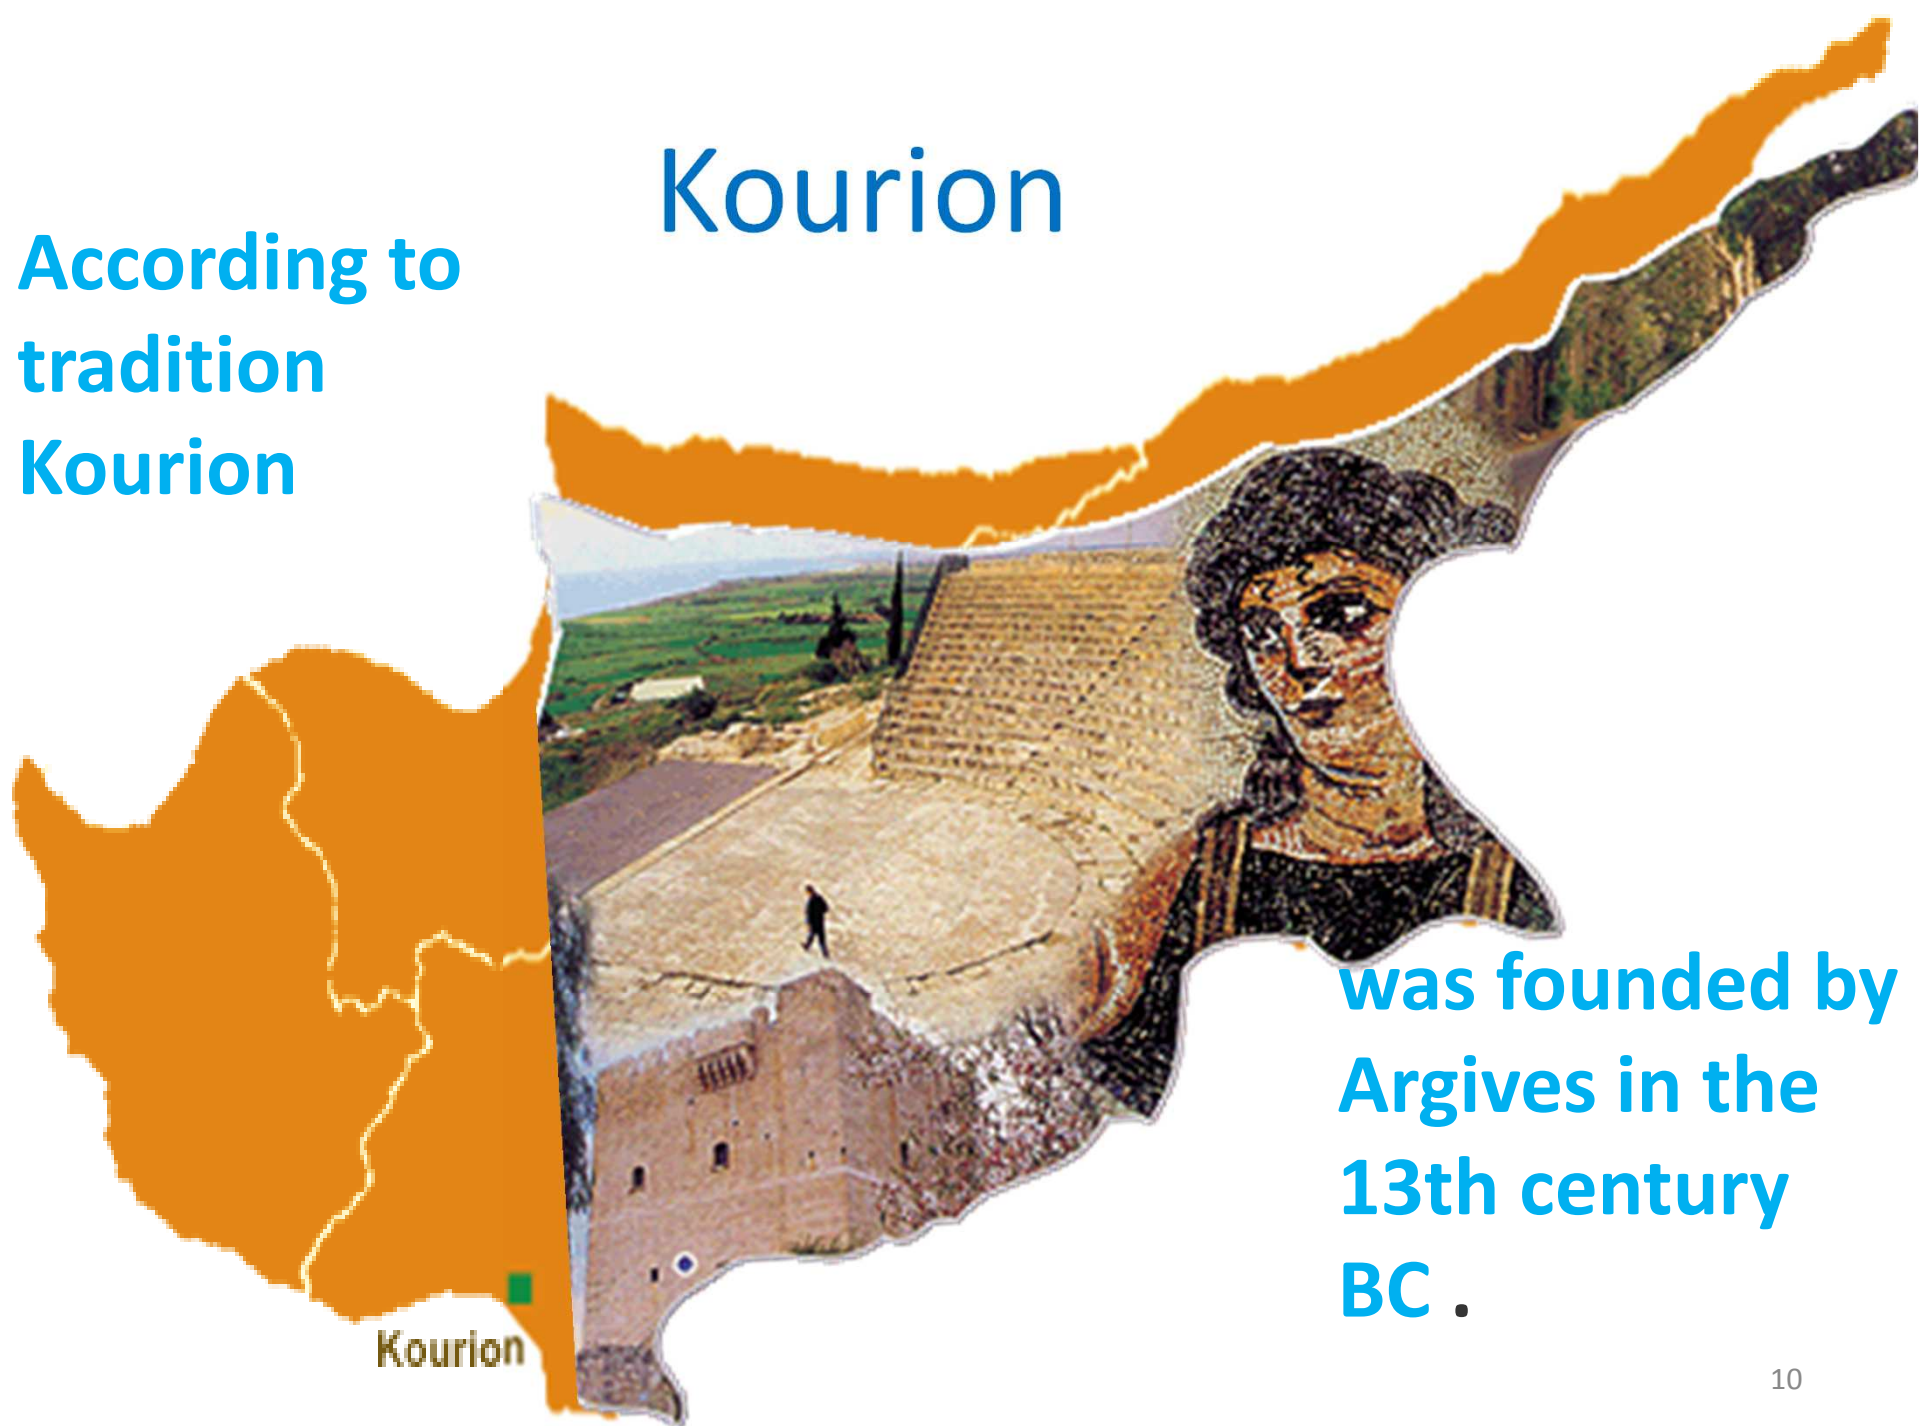 Kourion
According to
tradition
Kourion
was founded by
Argives in the
13th century
BC .
Kourion
10